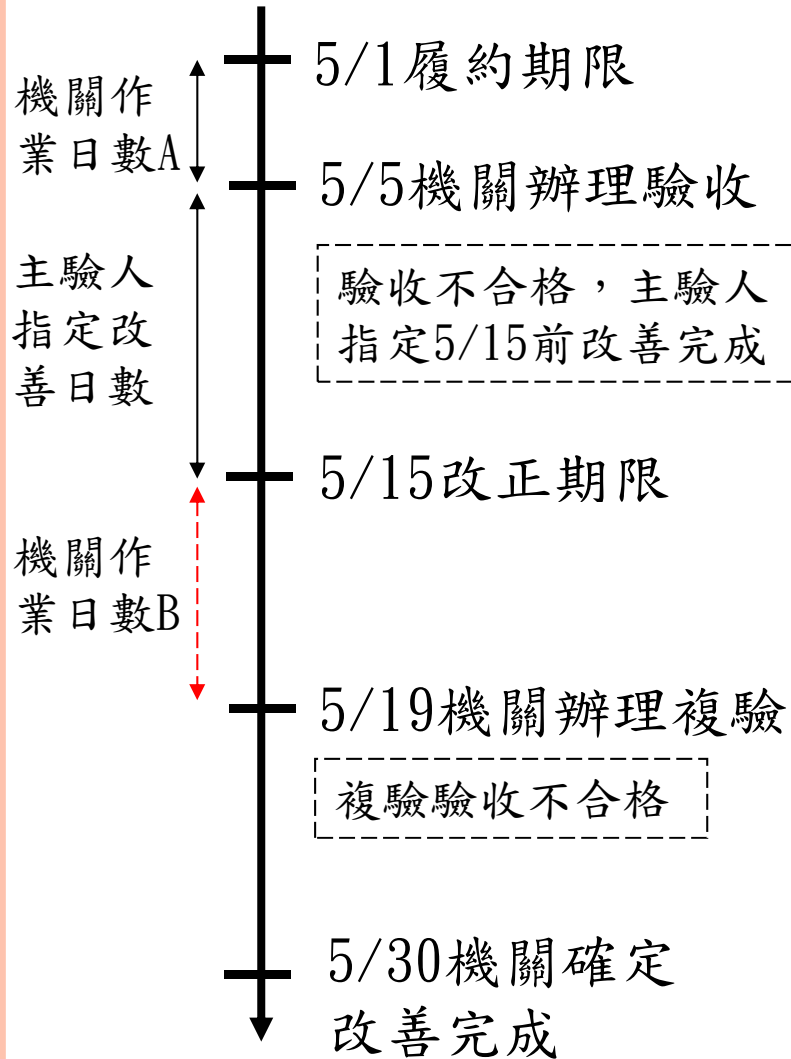 5/1履約期限
機關作
業日數A
5/5機關辦理驗收
主驗人
指定改
善日數
驗收不合格，主驗人
指定5/15前改善完成
5/15改正期限
機關作
業日數B
5/19機關辦理複驗
複驗驗收不合格
5/30機關確定
改善完成